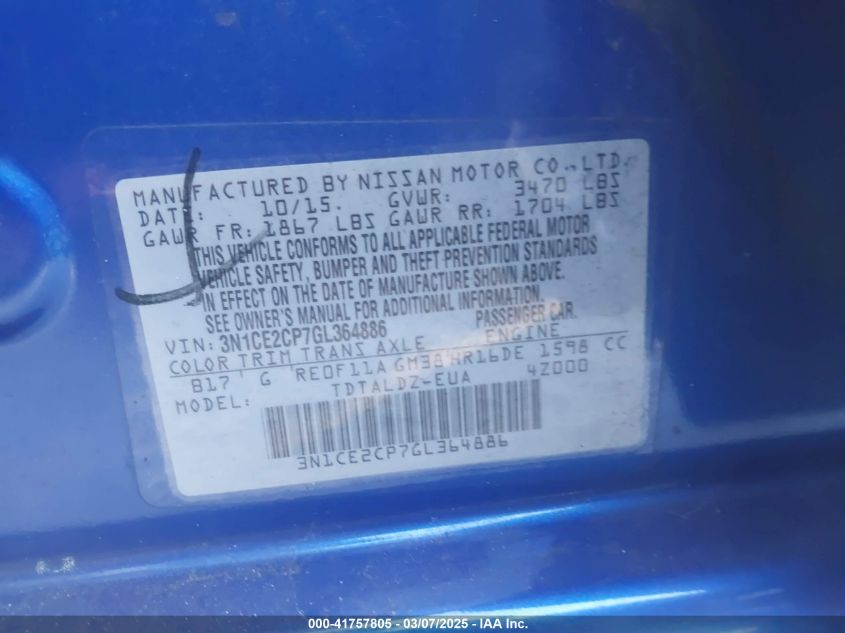 MANUFACTURED BY NISSAN MOTOR CO., LTD.
DATE: 10/15. GVWR: 3470 LBS
GAWR FR: 1867 LBS GAWR RR: 1704 LBS
THIS VEHICLE CONFORMS TO ALL APPLICABLE FEDERAL MOTOR
VEHICLE SAFETY, BUMPER AND THEFT PREVENTION STANDARDS
IN EFFECT ON THE DATE OF MANUFACTURE SHOWN ABOVE.
SEE OWNER'S MANUAL FOR ADDITIONAL INFORMATION.
VIN: 3N1CE2CP7GL364886 PASSENGER CAR.
COLOR TRIM TRANS AXLE ENGINE
B17 G RE0F11A GM38 HR16DE 1598 CC
MODEL: TDTALDZ-EUA 4Z000
3N1CE2CP7GL364886
000-41757805 - 03/07/2025 - IAA Inc.